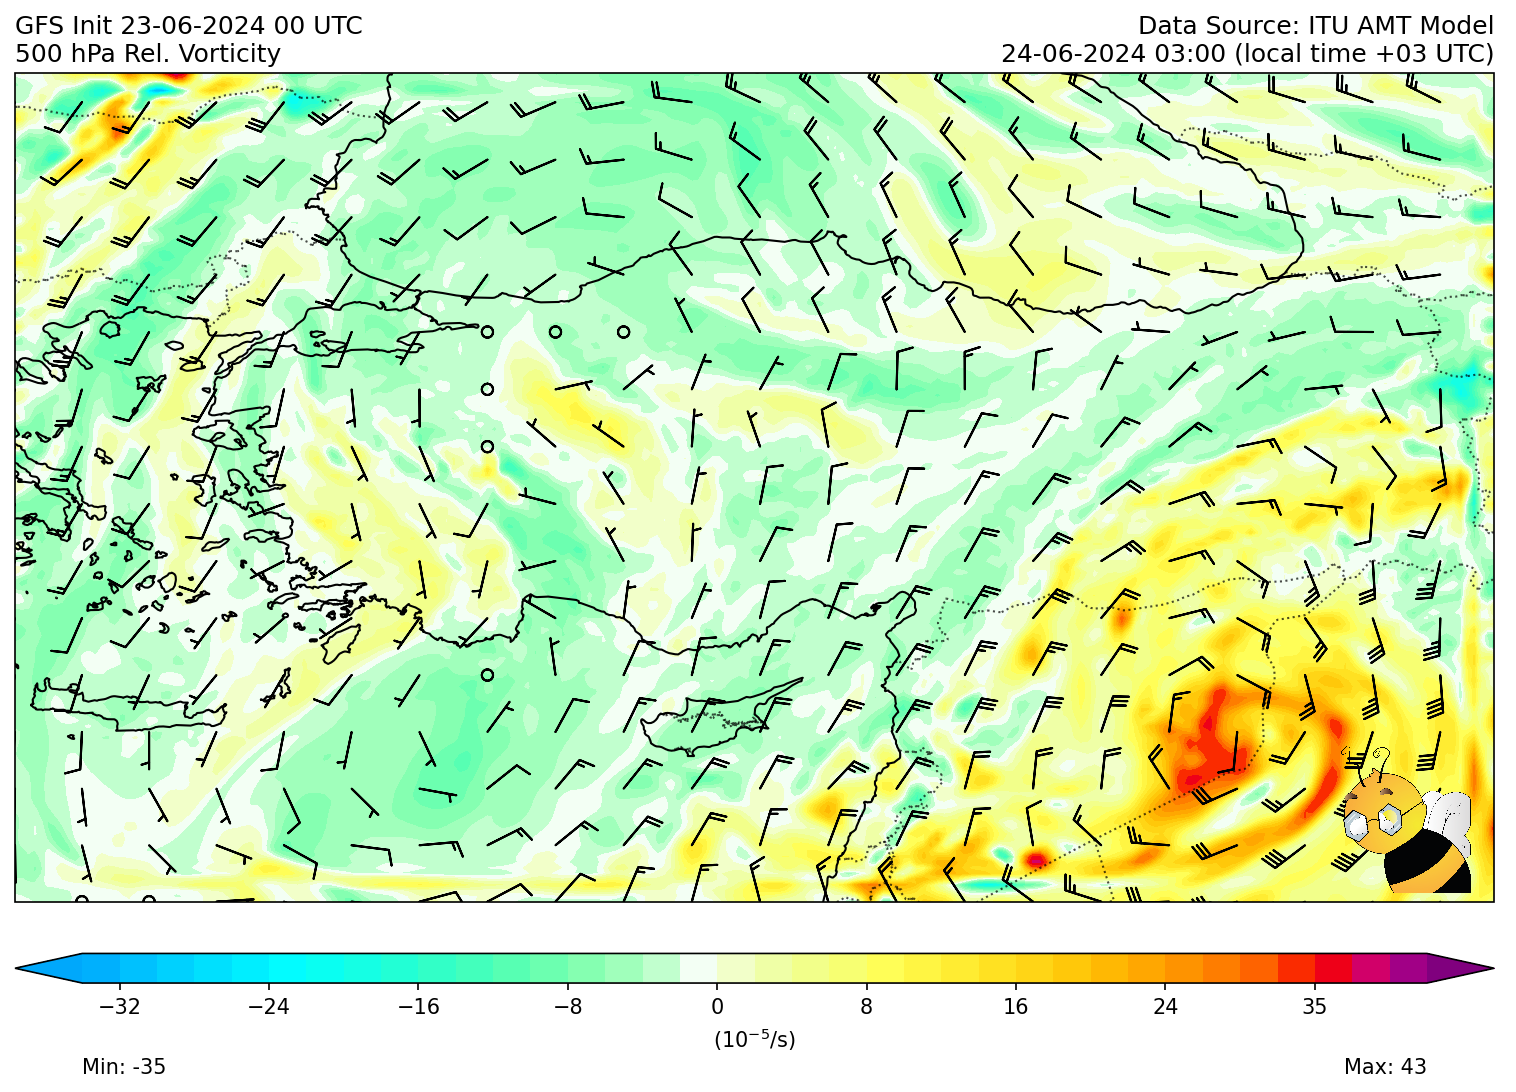 GFS Init 23-06-2024 00 UTC
500 hPa Rel. Vorticity
Data Source: ITU AMT Model
24-06-2024 03:00 (local time +03 UTC)
−32 −24 −16 −8 0 8 16 24 35
(10⁻⁵/s)
Min: -35
Max: 43